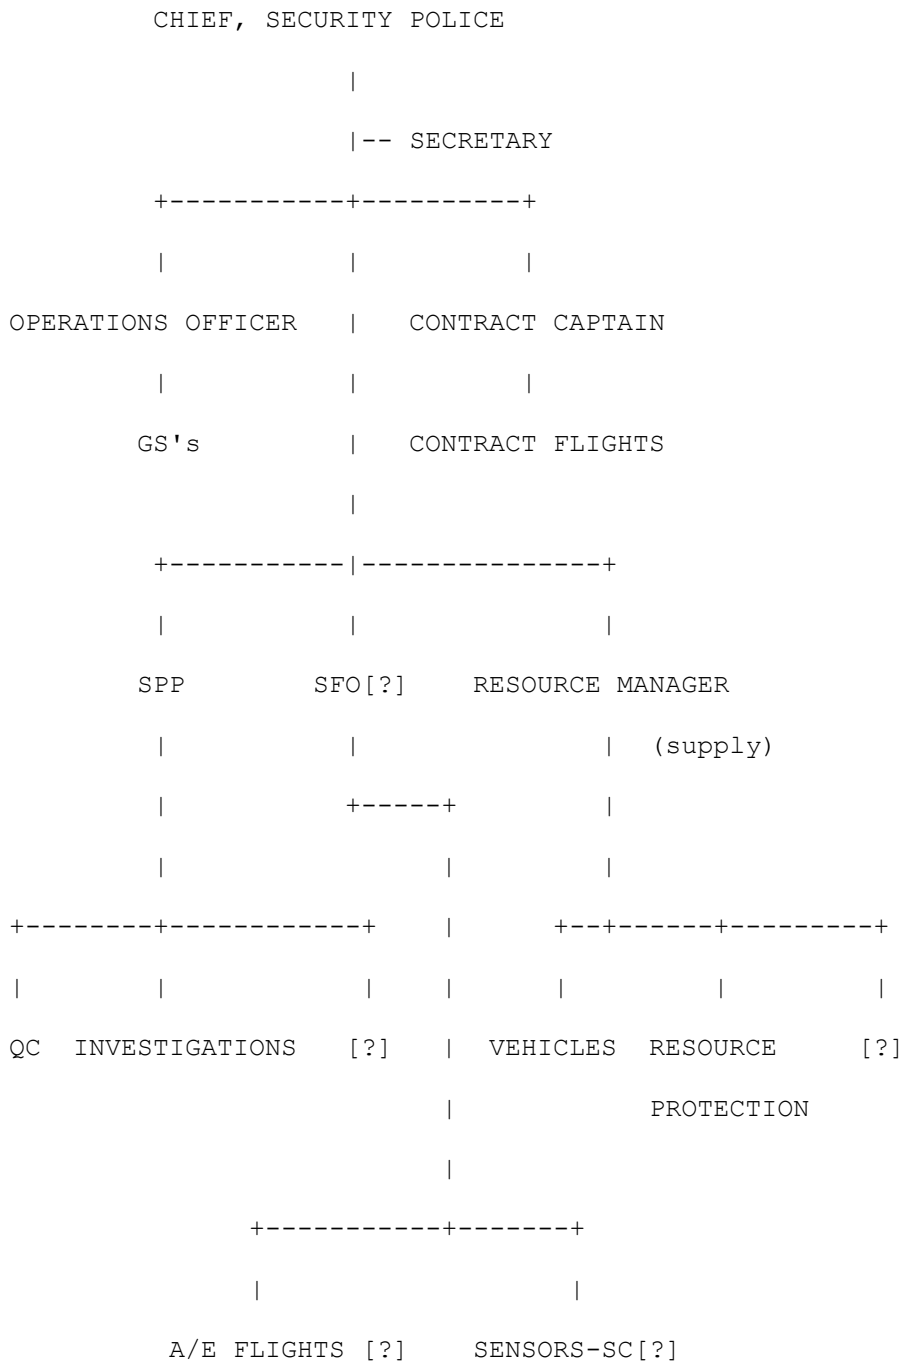 CHIEF, SECURITY POLICE
|
|-- SECRETARY
+-----------+----------+
| | |
OPERATIONS OFFICER | CONTRACT CAPTAIN
| | |
GS's | CONTRACT FLIGHTS
|
+-----------|---------------+
| | |
SPP SFO[?] RESOURCE MANAGER
| | | (supply)
| +-----+ |
| | |
+--------+------------+ | +--+------+---------+
| | | | | | |
QC INVESTIGATIONS [?] | VEHICLES RESOURCE [?]
| PROTECTION
|
+-----------+-------+
| |
A/E FLIGHTS [?] SENSORS-SC[?]